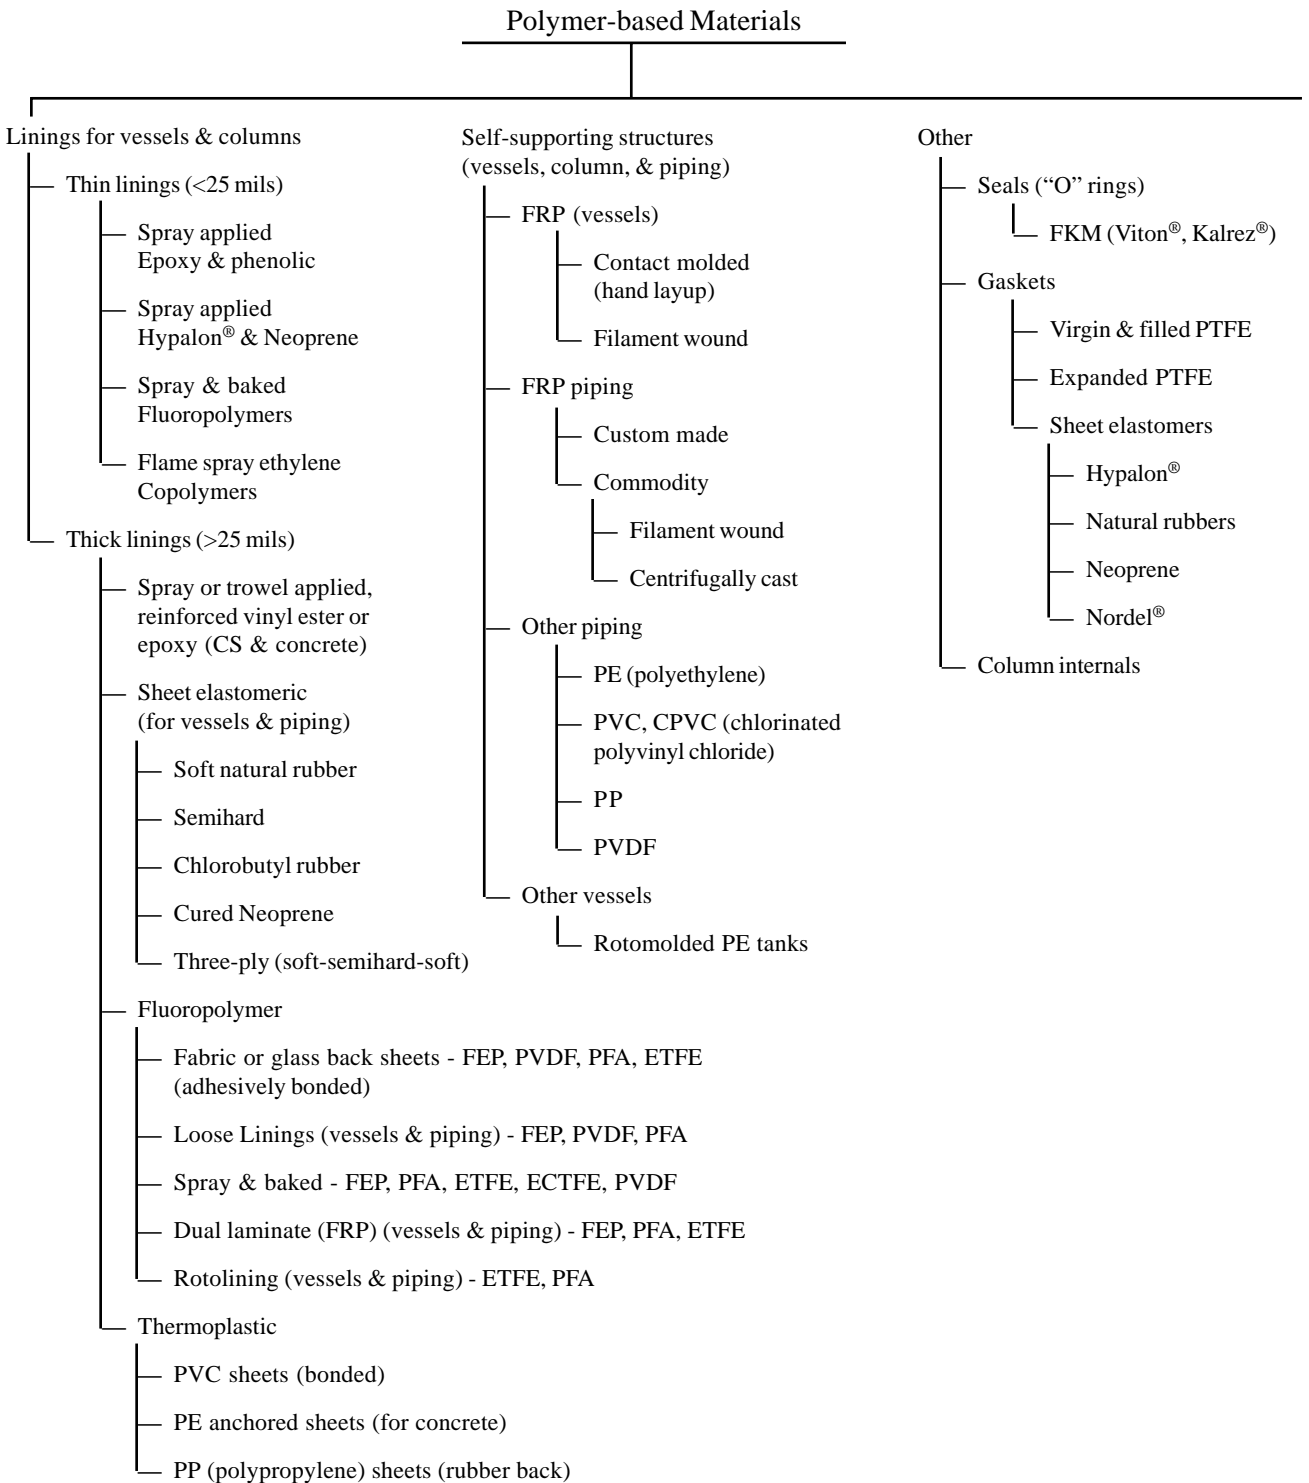 Polymer-based Materials
Linings for vessels & columns
Thin linings (<25 mils)
Spray applied
Epoxy & phenolic
Spray applied
Hypalon® & Neoprene
Spray & baked
Fluoropolymers
Flame spray ethylene
Copolymers
Thick linings (>25 mils)
Spray or trowel applied,
reinforced vinyl ester or
epoxy (CS & concrete)
Sheet elastomeric
(for vessels & piping)
Soft natural rubber
Semihard
Chlorobutyl rubber
Cured Neoprene
Three-ply (soft-semihard-soft)
Fluoropolymer
Fabric or glass back sheets - FEP, PVDF, PFA, ETFE
(adhesively bonded)
Loose Linings (vessels & piping) - FEP, PVDF, PFA
Spray & baked - FEP, PFA, ETFE, ECTFE, PVDF
Dual laminate (FRP) (vessels & piping) - FEP, PFA, ETFE
Rotolining (vessels & piping) - ETFE, PFA
Thermoplastic
PVC sheets (bonded)
PE anchored sheets (for concrete)
PP (polypropylene) sheets (rubber back)
Self-supporting structures
(vessels, column, & piping)
FRP (vessels)
Contact molded
(hand layup)
Filament wound
FRP piping
Custom made
Commodity
Filament wound
Centrifugally cast
Other piping
PE (polyethylene)
PVC, CPVC (chlorinated
polyvinyl chloride)
PP
PVDF
Other vessels
Rotomolded PE tanks
Other
Seals (“O” rings)
FKM (Viton®, Kalrez®)
Gaskets
Virgin & filled PTFE
Expanded PTFE
Sheet elastomers
Hypalon®
Natural rubbers
Neoprene
Nordel®
Column internals